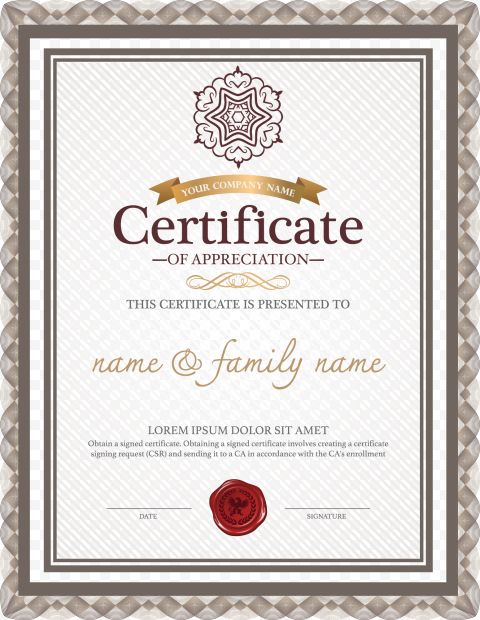 YOUR COMPANY NAME
Certificate
OF APPRECIATION
THIS CERTIFICATE IS PRESENTED TO
name & family name
LOREM IPSUM DOLOR SIT AMET
Obtain a signed certificate. Obtaining a signed certificate involves creating a certificate
signing request (CSR) and sending it to a CA in accordance with the CA's enrollment
DATE
SIGNATURE